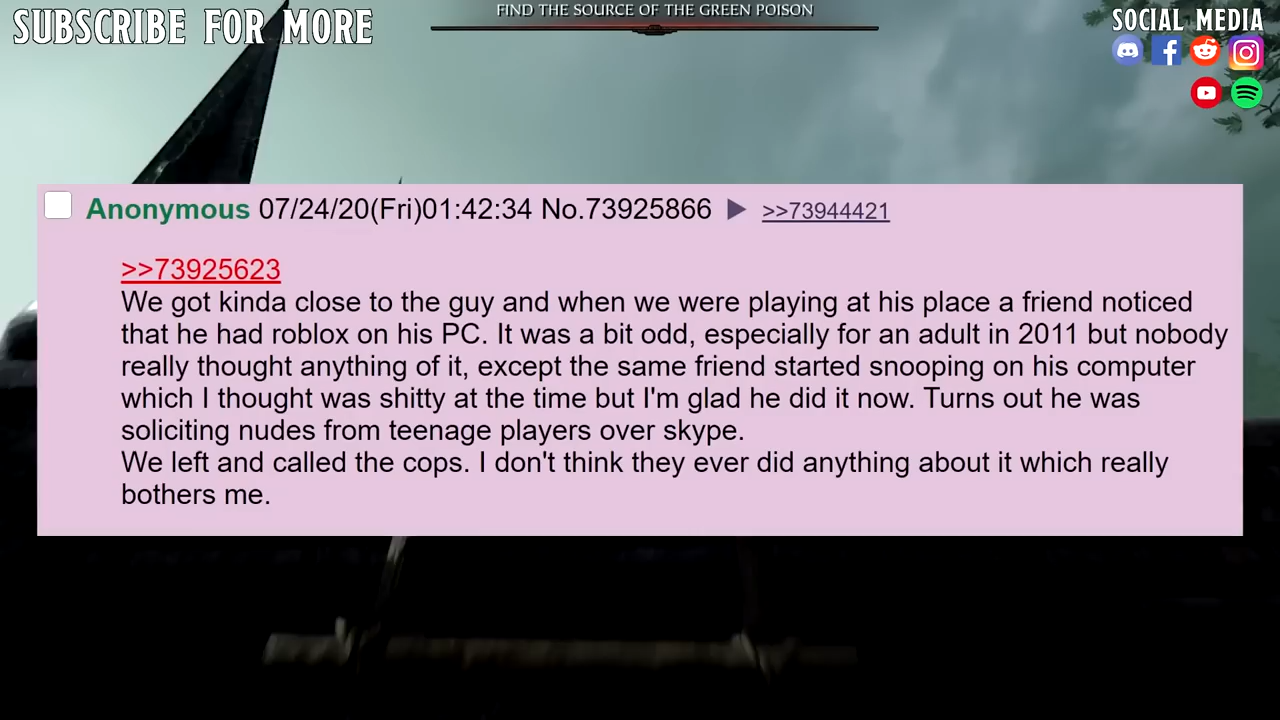 SUBSCRIBE FOR MORE
FIND THE SOURCE OF THE GREEN POISON
SOCIAL MEDIA
Anonymous 07/24/20(Fri)01:42:34 No.73925866 ▶ >>73944421
>>73925623
We got kinda close to the guy and when we were playing at his place a friend noticed
that he had roblox on his PC. It was a bit odd, especially for an adult in 2011 but nobody
really thought anything of it, except the same friend started snooping on his computer
which I thought was shitty at the time but I'm glad he did it now. Turns out he was
soliciting nudes from teenage players over skype.
We left and called the cops. I don't think they ever did anything about it which really
bothers me.